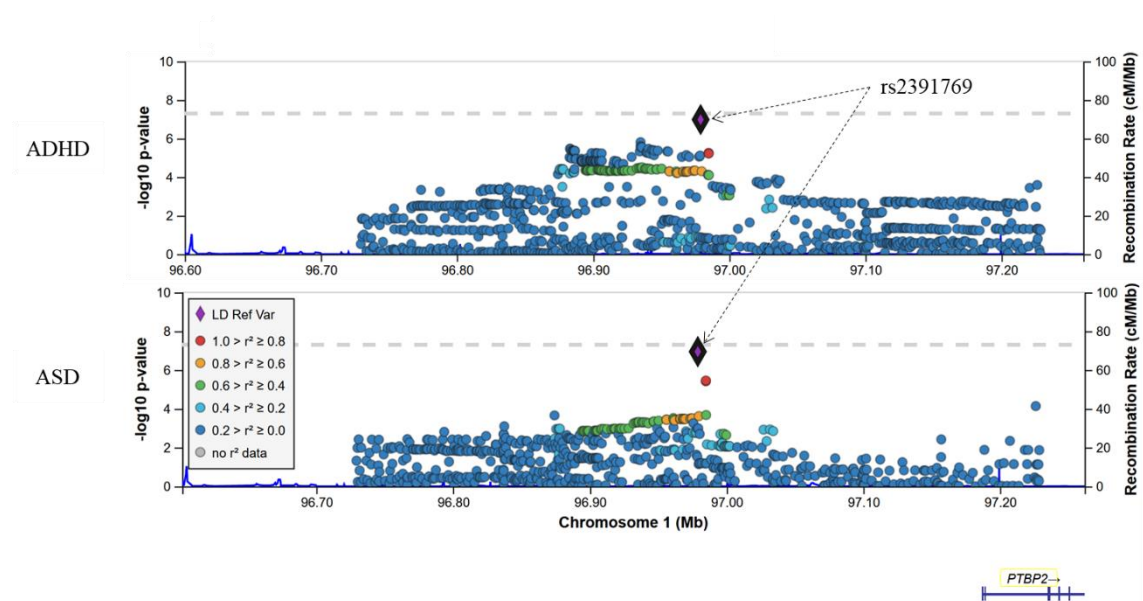 ADHD
-log10 p-value
10
8
6
4
2
0
96.60 96.70 96.80 96.90 97.00 97.10 97.20
100
80
60
40
20
0
Recombination Rate (cM/Mb)
rs2391769
ASD
-log10 p-value
10
8
6
4
2
0
LD Ref Var
1.0 > r² ≥ 0.8
0.8 > r² ≥ 0.6
0.6 > r² ≥ 0.4
0.4 > r² ≥ 0.2
0.2 > r² ≥ 0.0
no r² data
96.70 96.80 96.90 97.00 97.10 97.20
Chromosome 1 (Mb)
100
80
60
40
20
0
Recombination Rate (cM/Mb)
PTBP2→